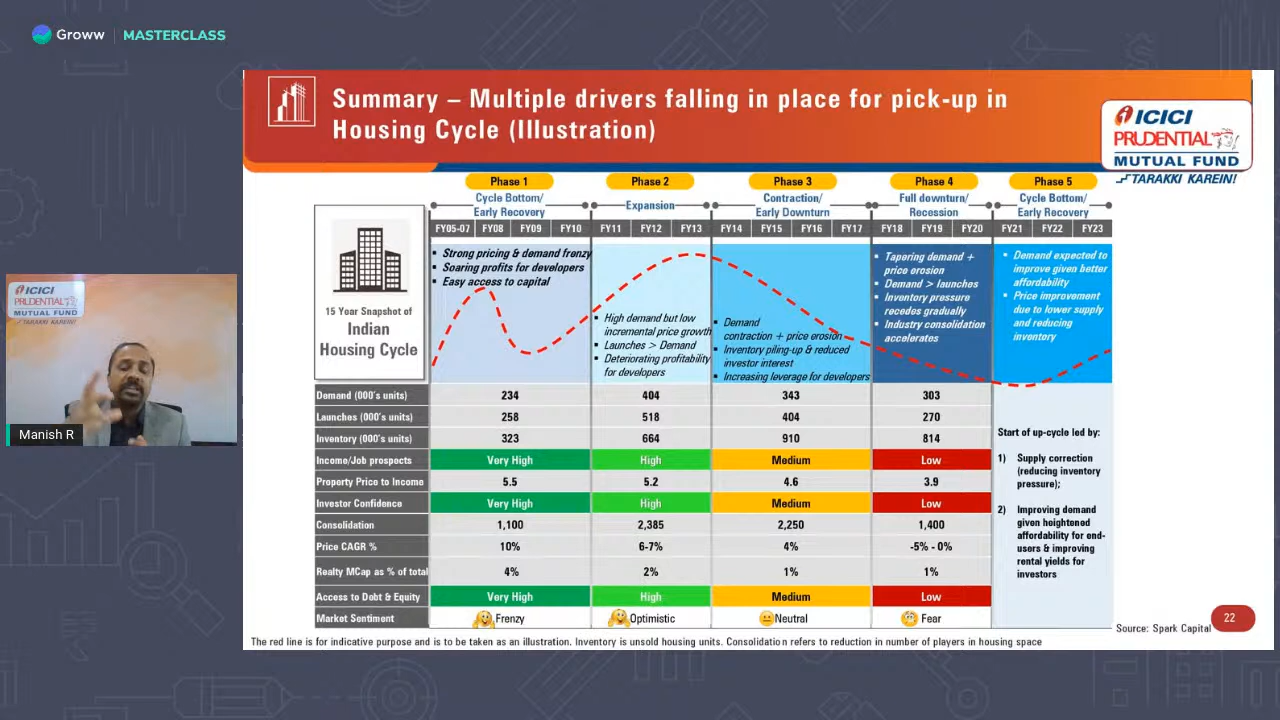 Groww | MASTERCLASS
Summary – Multiple drivers falling in place for pick-up in
Housing Cycle (Illustration)
ICICI
PRUDENTIAL
MUTUAL FUND
TARAKKI KAREIN!
Phase 1 Phase 2 Phase 3 Phase 4 Phase 5
Cycle Bottom/
Early Recovery
Expansion
Contraction/
Early Downturn
Full downturn/
Recession
Cycle Bottom/
Early Recovery
FY05-07 FY08 FY09 FY10 FY11 FY12 FY13 FY14 FY15 FY16 FY17 FY18 FY19 FY20 FY21 FY22 FY23
15 Year Snapshot of
Indian
Housing Cycle
▪ Strong pricing & demand frenzy
▪ Soaring profits for developers
▪ Easy access to capital
▪ High demand but low
incremental price growth
▪ Launches > Demand
▪ Deteriorating profitability
for developers
▪ Demand
contraction + price erosion
▪ Inventory piling-up & reduced
investor interest
▪ Increasing leverage for developers
▪ Tapering demand +
price erosion
▪ Demand > launches
▪ Inventory pressure
recedes gradually
▪ Industry consolidation
accelerates
▪ Demand expected to
improve given better
affordability
▪ Price improvement
due to lower supply
and reducing
inventory
Demand (000's units) 234 404 343 303
Launches (000's units) 258 518 404 270
Inventory (000's units) 323 664 910 814
Income/Job prospects Very High High Medium Low
Property Price to Income 5.5 5.2 4.6 3.9
Investor Confidence Very High High Medium Low
Consolidation 1,100 2,385 2,250 1,400
Price CAGR % 10% 6-7% 4% -5% - 0%
Realty MCap as % of total 4% 2% 1% 1%
Access to Debt & Equity Very High High Medium Low
Market Sentiment Frenzy Optimistic Neutral Fear
Start of up-cycle led by:
1) Supply correction
(reducing inventory
pressure);
2) Improving demand
given heightened
affordability for end-
users & improving
rental yields for
investors
Source: Spark Capital
22
The red line is for indicative purpose and is to be taken as an illustration. Inventory is unsold housing units. Consolidation refers to reduction in number of players in housing space
ICICI
PRUDENTIAL
MUTUAL FUND
TARAKKI KAREIN!
Manish R